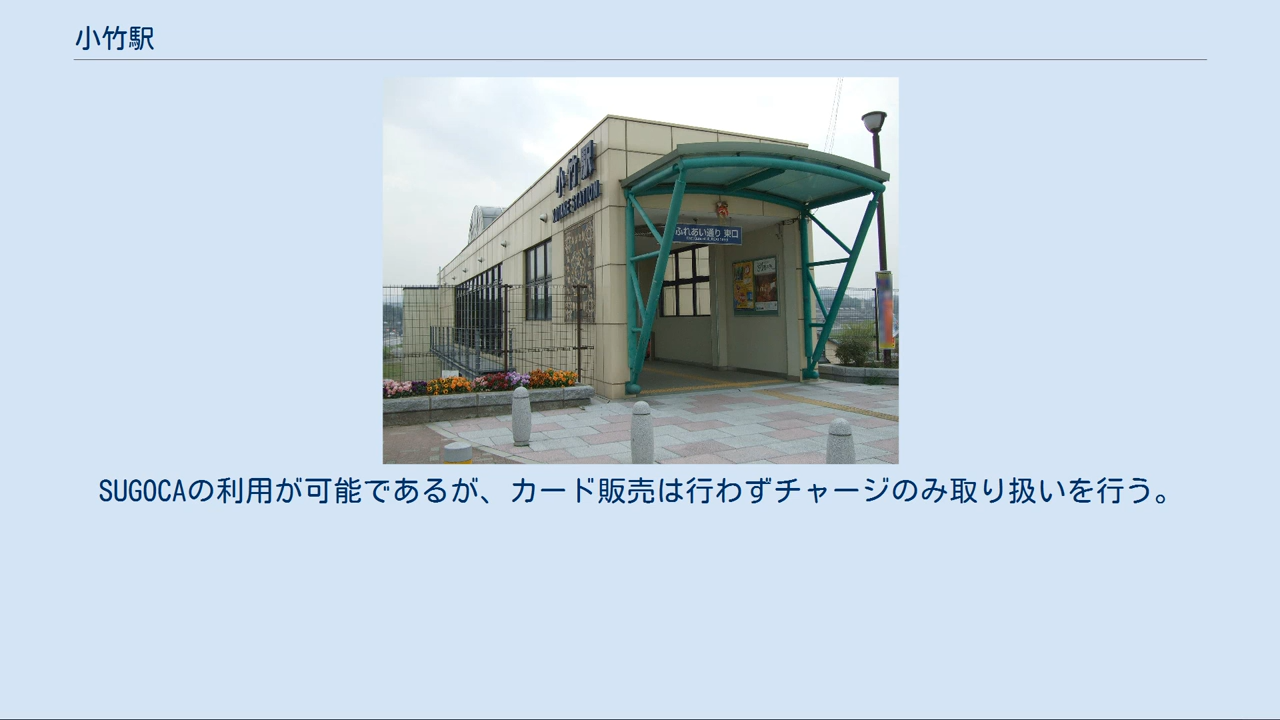 小竹駅
小竹駅
KOTAKE STATION
ふれあい通り 東口
SUGOCAの利用が可能であるが、カード販売は行わずチャージのみ取り扱いを行う。